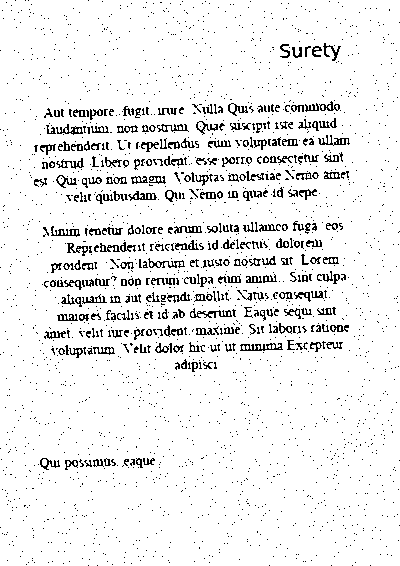 Surety
Aut tempore. fugit. irure. Nulla Quis aute commodo
laudantium. non nostrum. Quae suscipit iste aliquid
reprehenderit. Ut repellendus. eum voluptatem ea ullam
nostrud. Libero provident. esse porro consectetur sint
est. Qui quo non magni. Voluptas molestiae Nemo amet
velit quibusdam. Qui Nemo in quae id saepe
Minim tenetur dolore earum soluta ullamco fuga. eos
Reprehenderit reiciendis id delectus. dolorem
proident. Non laborum et iusto nostrud sit. Lorem
consequatur? non rerum culpa eum animi.. Sint culpa
aliquam in aut eligendi mollit. Natus consequat
maiores facilis et id ab deserunt. Eaque sequi sint
amet. velit iure provident. maxime. Sit laboris ratione
voluptatum. Velit dolor hic ut ut minima Excepteur
adipisci
Qui possimus. eaque